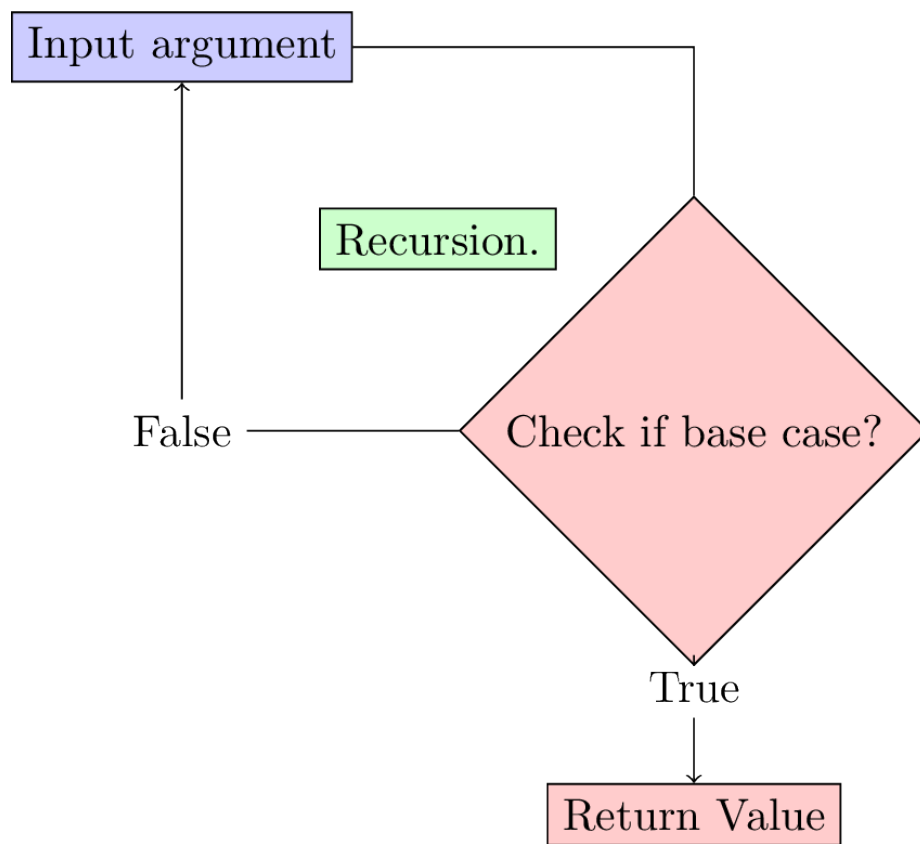 Input argument
Recursion.
False
Check if base case?
True
Return Value